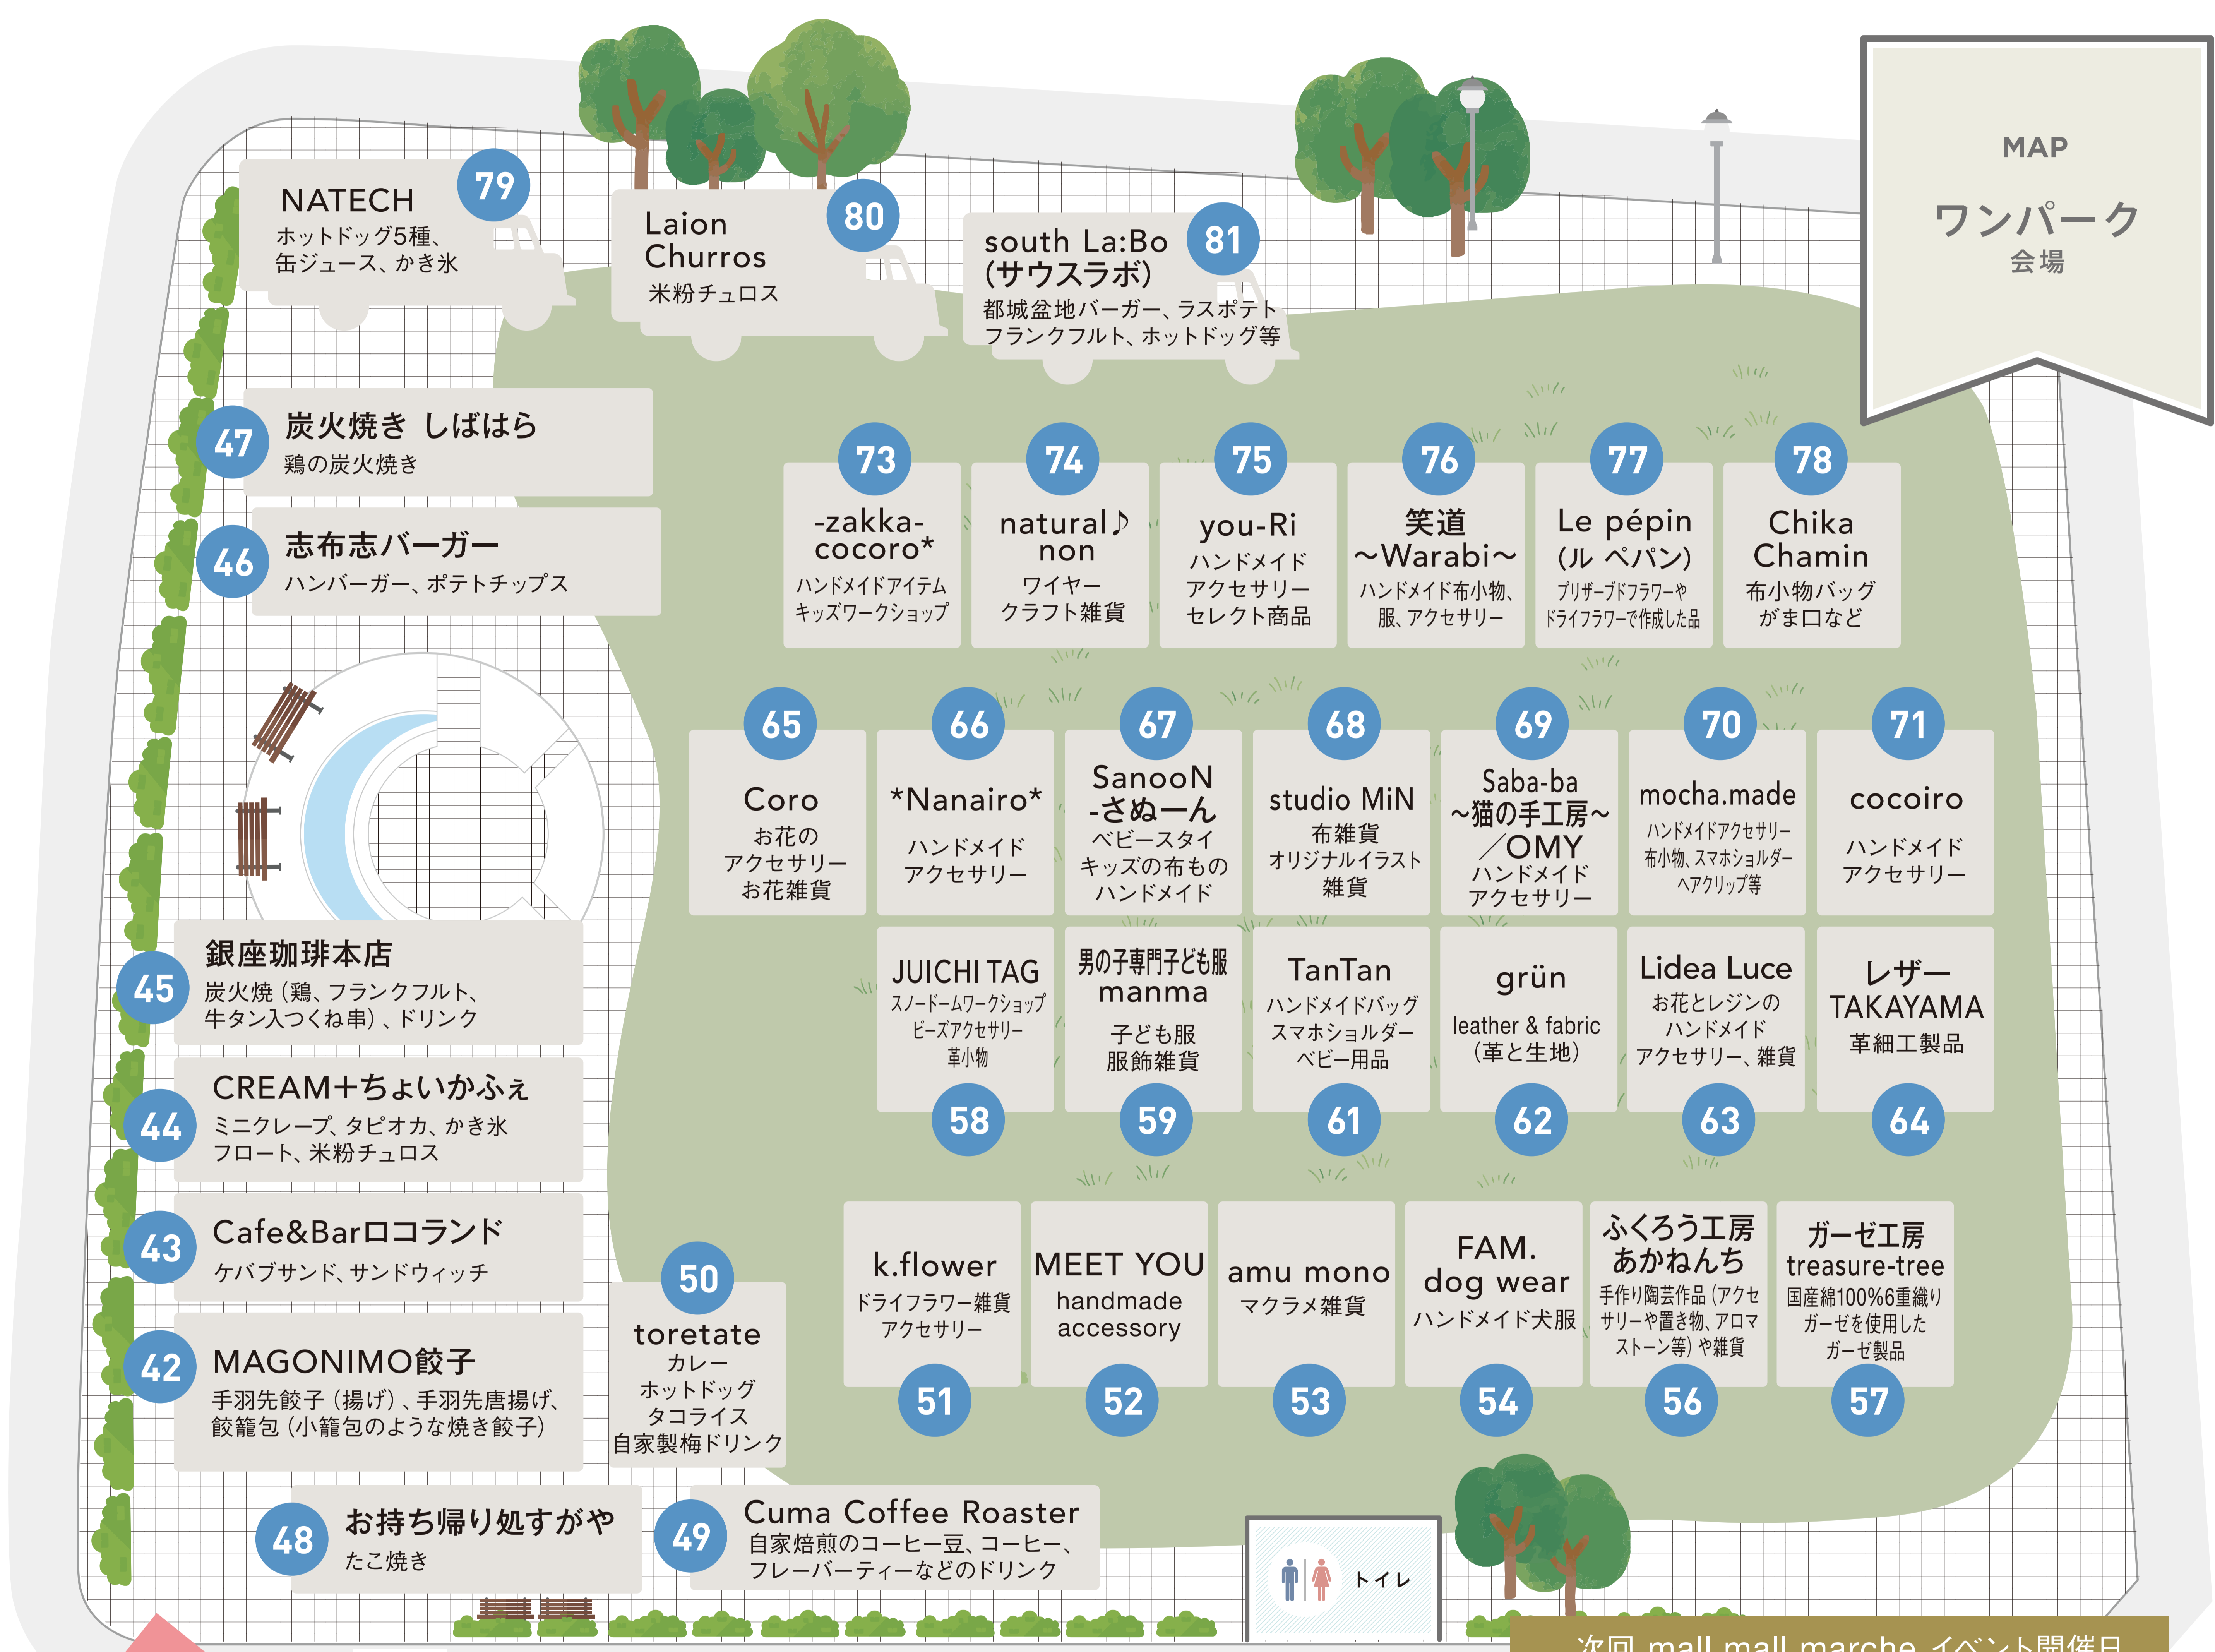 MAP
ワンパーク
会場
79
NATECH
ホットドッグ5種、
缶ジュース、かき氷
80
Laion
Churros
米粉チュロス
81
south La:Bo
(サウスラボ)
都城盆地バーガー、ラスポテト
フランクフルト、ホットドッグ等
47
炭火焼き しばはら
鶏の炭火焼き
46
志布志バーガー
ハンバーガー、ポテトチップス
73
-zakka-
cocoro*
ハンドメイドアイテム
キッズワークショップ
74
natural♪
non
ワイヤー
クラフト雑貨
75
you-Ri
ハンドメイド
アクセサリー
セレクト商品
76
笑道
～Warabi～
ハンドメイド布小物、
服、アクセサリー
77
Le pépin
(ル ペパン)
プリザーブドフラワーや
ドライフラワーで作成した品
78
Chika
Chamin
布小物バッグ
がま口など
65
Coro
お花の
アクセサリー
お花雑貨
66
*Nanairo*
ハンドメイド
アクセサリー
67
SanooN
-さぬーん
ベビースタイ
キッズの布もの
ハンドメイド
68
studio MiN
布雑貨
オリジナルイラスト
雑貨
69
Saba-ba
～猫の手工房～
／OMY
ハンドメイド
アクセサリー
70
mocha.made
ハンドメイドアクセサリー
布小物、スマホショルダー
ヘアクリップ等
71
cocoiro
ハンドメイド
アクセサリー
45
銀座珈琲本店
炭火焼（鶏、フランクフルト、
牛タン入つくね串）、ドリンク
44
CREAM＋ちょいかふぇ
ミニクレープ、タピオカ、かき氷
フロート、米粉チュロス
43
Cafe&Barロコランド
ケバブサンド、サンドウィッチ
42
MAGONIMO餃子
手羽先餃子（揚げ）、手羽先唐揚げ、
餃籠包（小籠包のような焼き餃子）
JUICHI TAG
スノードームワークショップ
ビーズアクセサリー
革小物
58
男の子専門子ども服
manma
子ども服
服飾雑貨
59
TanTan
ハンドメイドバッグ
スマホショルダー
ベビー用品
61
grün
leather & fabric
（革と生地）
62
Lidea Luce
お花とレジンの
ハンドメイド
アクセサリー、雑貨
63
レザー
TAKAYAMA
革細工製品
64
50
toretate
カレー
ホットドッグ
タコライス
自家製梅ドリンク
k.flower
ドライフラワー雑貨
アクセサリー
51
MEET YOU
handmade
accessory
52
amu mono
マクラメ雑貨
53
FAM.
dog wear
ハンドメイド犬服
54
ふくろう工房
あかねんち
手作り陶芸作品（アクセ
サリーや置き物、アロマ
ストーン等）や雑貨
56
ガーゼ工房
treasure-tree
国産綿100%6重織り
ガーゼを使用した
ガーゼ製品
57
48
お持ち帰り処すがや
たこ焼き
49
Cuma Coffee Roaster
自家焙煎のコーヒー豆、コーヒー、
フレーバーティーなどのドリンク
トイレ
次回 mall mall marche イベント開催日